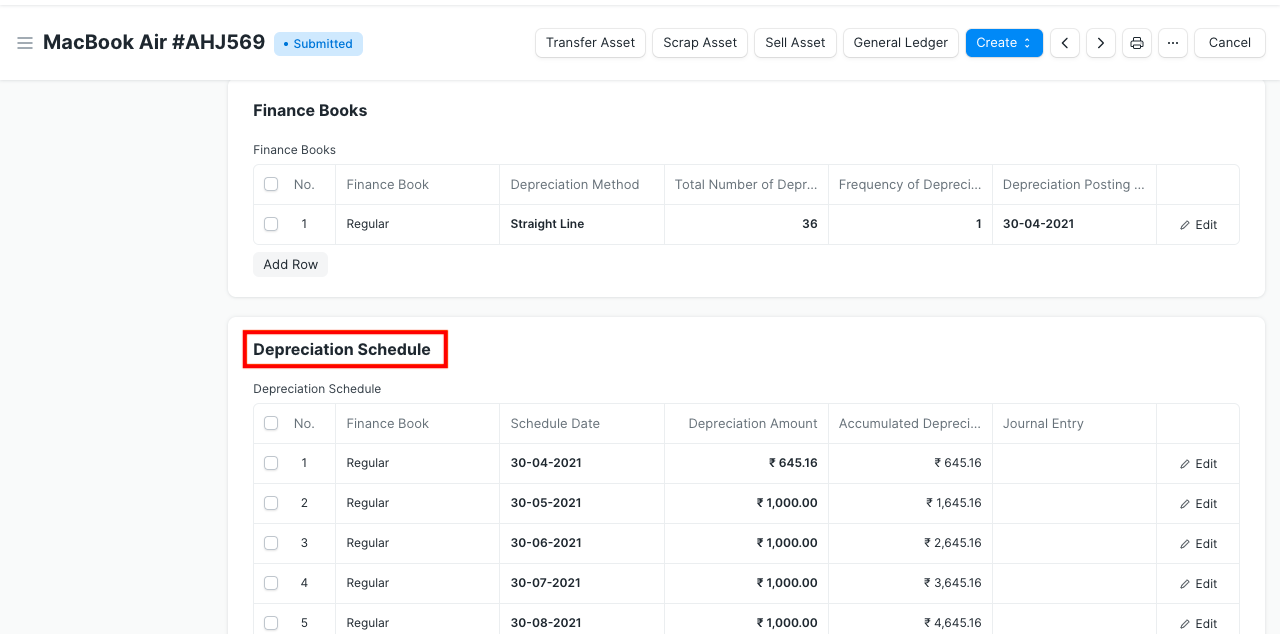 MacBook Air #AHJ569 • Submitted Transfer Asset Scrap Asset Sell Asset General Ledger Create ··· Cancel
Finance Books
Finance Books
No. Finance Book Depreciation Method Total Number of Depr... Frequency of Depreci... Depreciation Posting ...
1 Regular Straight Line 36 1 30-04-2021 Edit
Add Row
Depreciation Schedule
Depreciation Schedule
No. Finance Book Schedule Date Depreciation Amount Accumulated Depreci... Journal Entry
1 Regular 30-04-2021 ₹ 645.16 ₹ 645.16 Edit
2 Regular 30-05-2021 ₹ 1,000.00 ₹ 1,645.16 Edit
3 Regular 30-06-2021 ₹ 1,000.00 ₹ 2,645.16 Edit
4 Regular 30-07-2021 ₹ 1,000.00 ₹ 3,645.16 Edit
5 Regular 30-08-2021 ₹ 1,000.00 ₹ 4,645.16 Edit